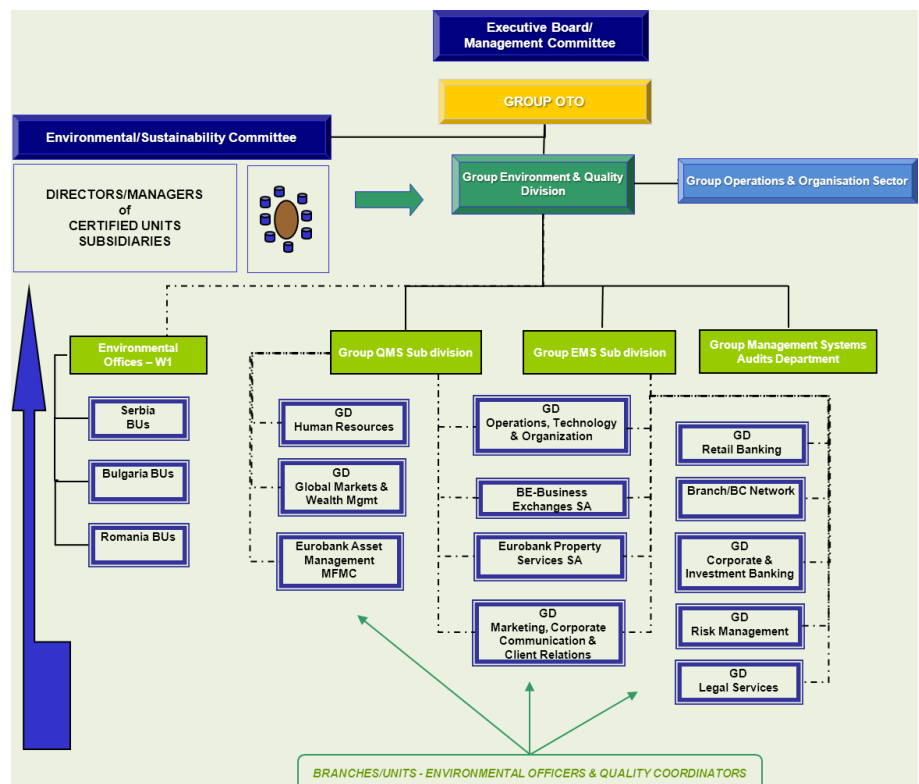 Executive Board/
Management Committee
GROUP OTO
Environmental/Sustainability Committee
DIRECTORS/MANAGERS
of
CERTIFIED UNITS
SUBSIDIARIES
Group Environment & Quality
Division
Group Operations & Organisation Sector
Environmental
Offices – W1
Group QMS Sub division
Group EMS Sub division
Group Management Systems
Audits Department
Serbia
BUs
Bulgaria BUs
Romania BUs
GD
Human Resources
GD
Global Markets &
Wealth Mgmt
Eurobank Asset
Management
MFMC
GD
Operations, Technology
& Organization
BE-Business
Exchanges SA
Eurobank Property
Services SA
GD
Marketing, Corporate
Communication &
Client Relations
GD
Retail Banking
Branch/BC Network
GD
Corporate &
Investment Banking
GD
Risk Management
GD
Legal Services
BRANCHES/UNITS - ENVIRONMENTAL OFFICERS & QUALITY COORDINATORS